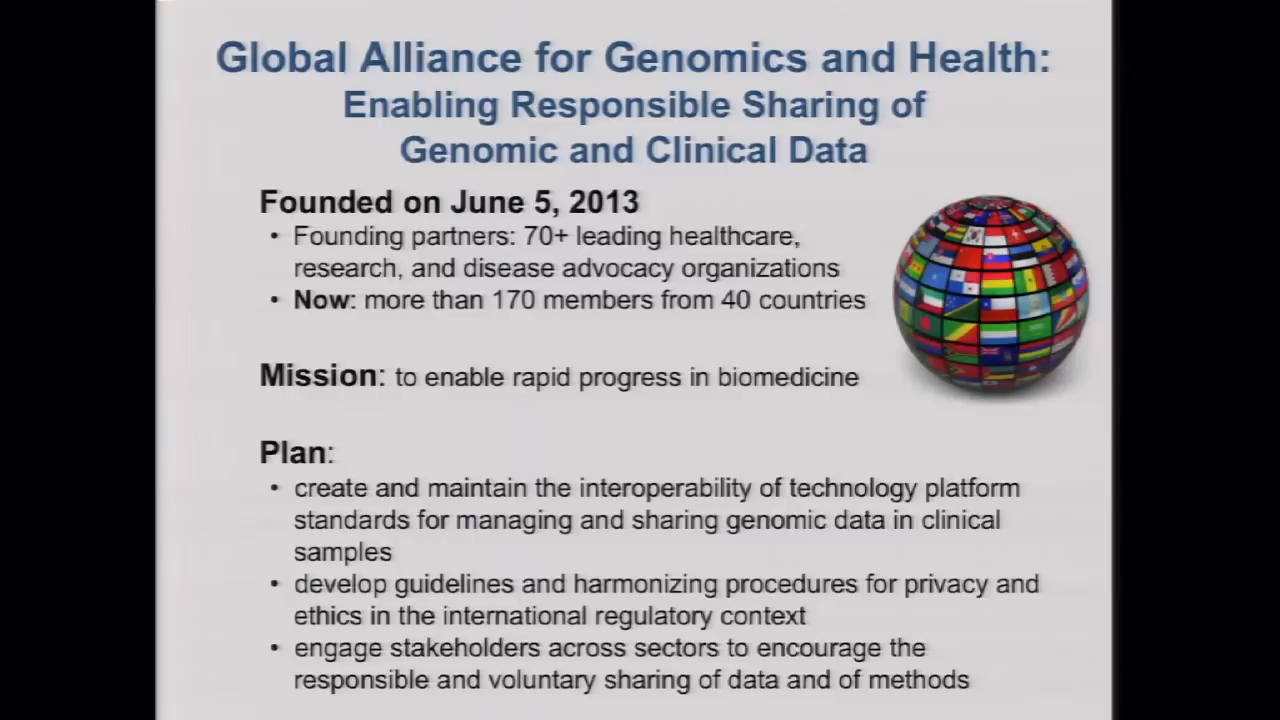 Global Alliance for Genomics and Health:
Enabling Responsible Sharing of
Genomic and Clinical Data
Founded on June 5, 2013
• Founding partners: 70+ leading healthcare,
research, and disease advocacy organizations
• Now: more than 170 members from 40 countries
Mission: to enable rapid progress in biomedicine
Plan:
• create and maintain the interoperability of technology platform
standards for managing and sharing genomic data in clinical
samples
• develop guidelines and harmonizing procedures for privacy and
ethics in the international regulatory context
• engage stakeholders across sectors to encourage the
responsible and voluntary sharing of data and of methods